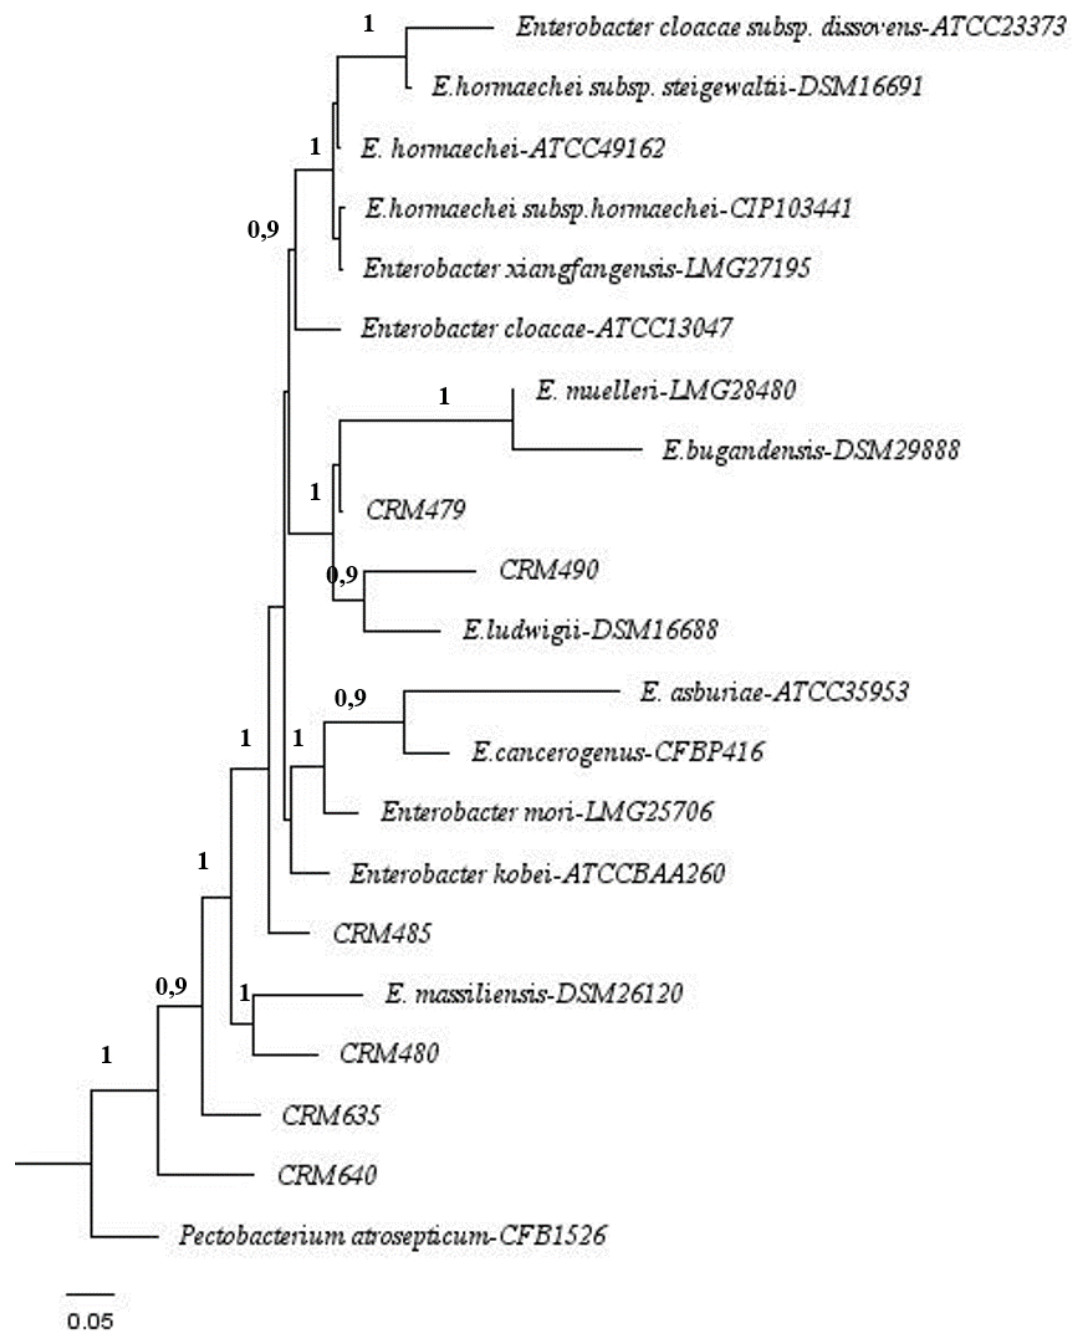 1
Enterobacter cloacae subsp. dissovens-ATCC23373
E.hormaechei subsp. steigewaltii-DSM16691
1
E. hormaechei-ATCC49162
E.hormaechei subsp.hormaechei-CIP103441
0,9
Enterobacter xiangfangensis-LMG27195
Enterobacter cloacae-ATCC13047
1
E. muelleri-LMG28480
E.bugandensis-DSM29888
1
CRM479
0,9
CRM490
E.ludwigii-DSM16688
0,9
E. asburiae-ATCC35953
1
1
E.cancerogenus-CFBP416
Enterobacter mori-LMG25706
1
Enterobacter kobei-ATCCBAA260
CRM485
0,9
1
E. massiliensis-DSM26120
1
CRM480
CRM635
CRM640
Pectobacterium atrosepticum-CFB1526
0.05